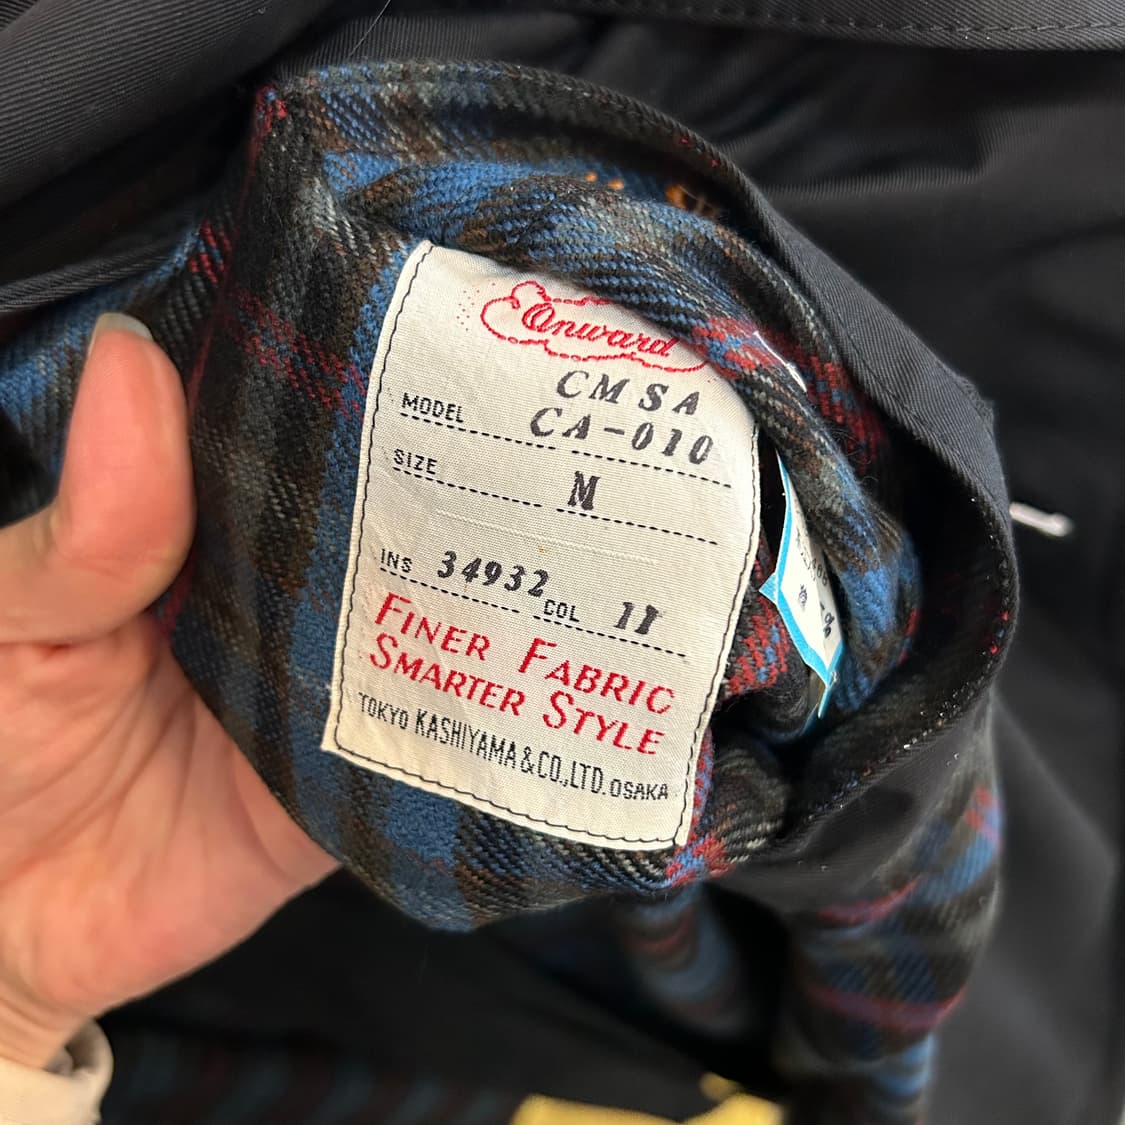 Onward
CMSA
MODEL CA-010
SIZE M
INS 34932 COL 11
FINER FABRIC
SMARTER STYLE
TOKYO KASHIYAMA & CO., LTD. OSAKA